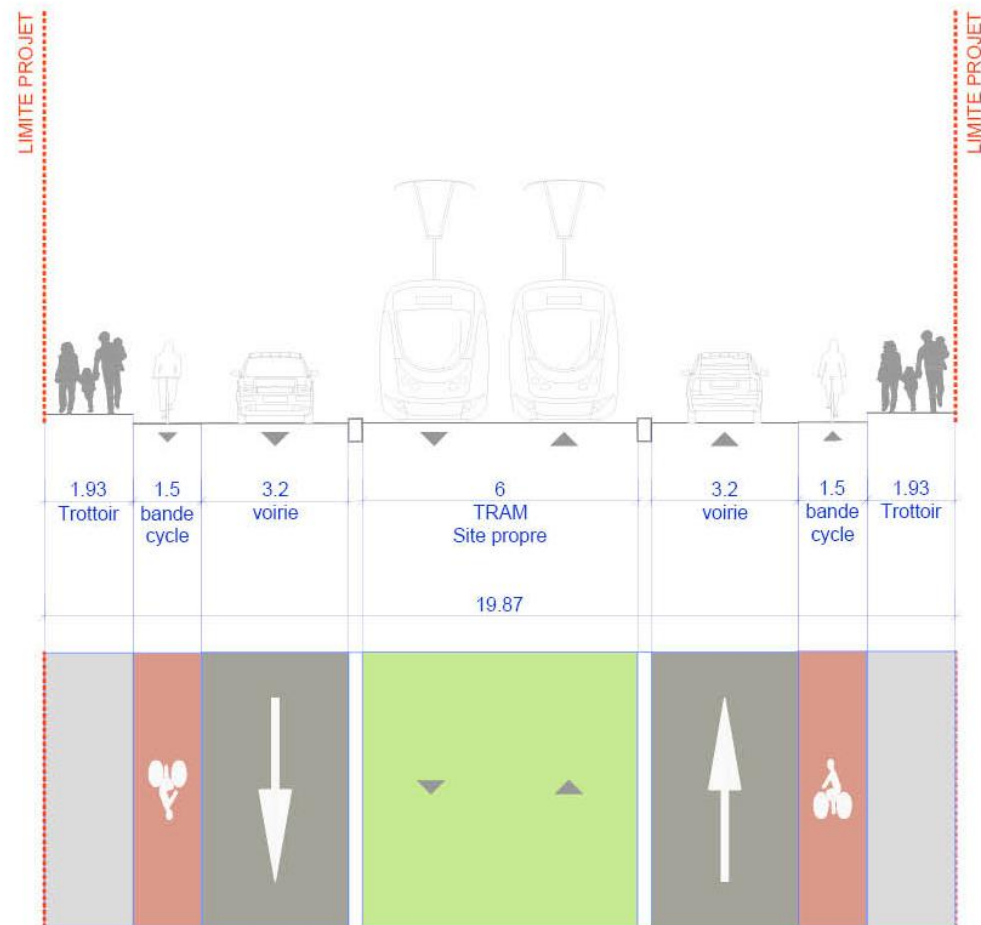 LIMITE PROJET
LIMITE PROJET
1.93
Trottoir
1.5
bande
cycle
3.2
voirie
6
TRAM
Site propre
3.2
voirie
1.5
bande
cycle
1.93
Trottoir
19.87